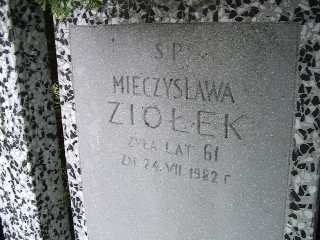 Ś.P.
MIECZYSŁAWA
ZIOŁEK
ŻYŁA LAT 61
ZM. 24.VII.1982 r